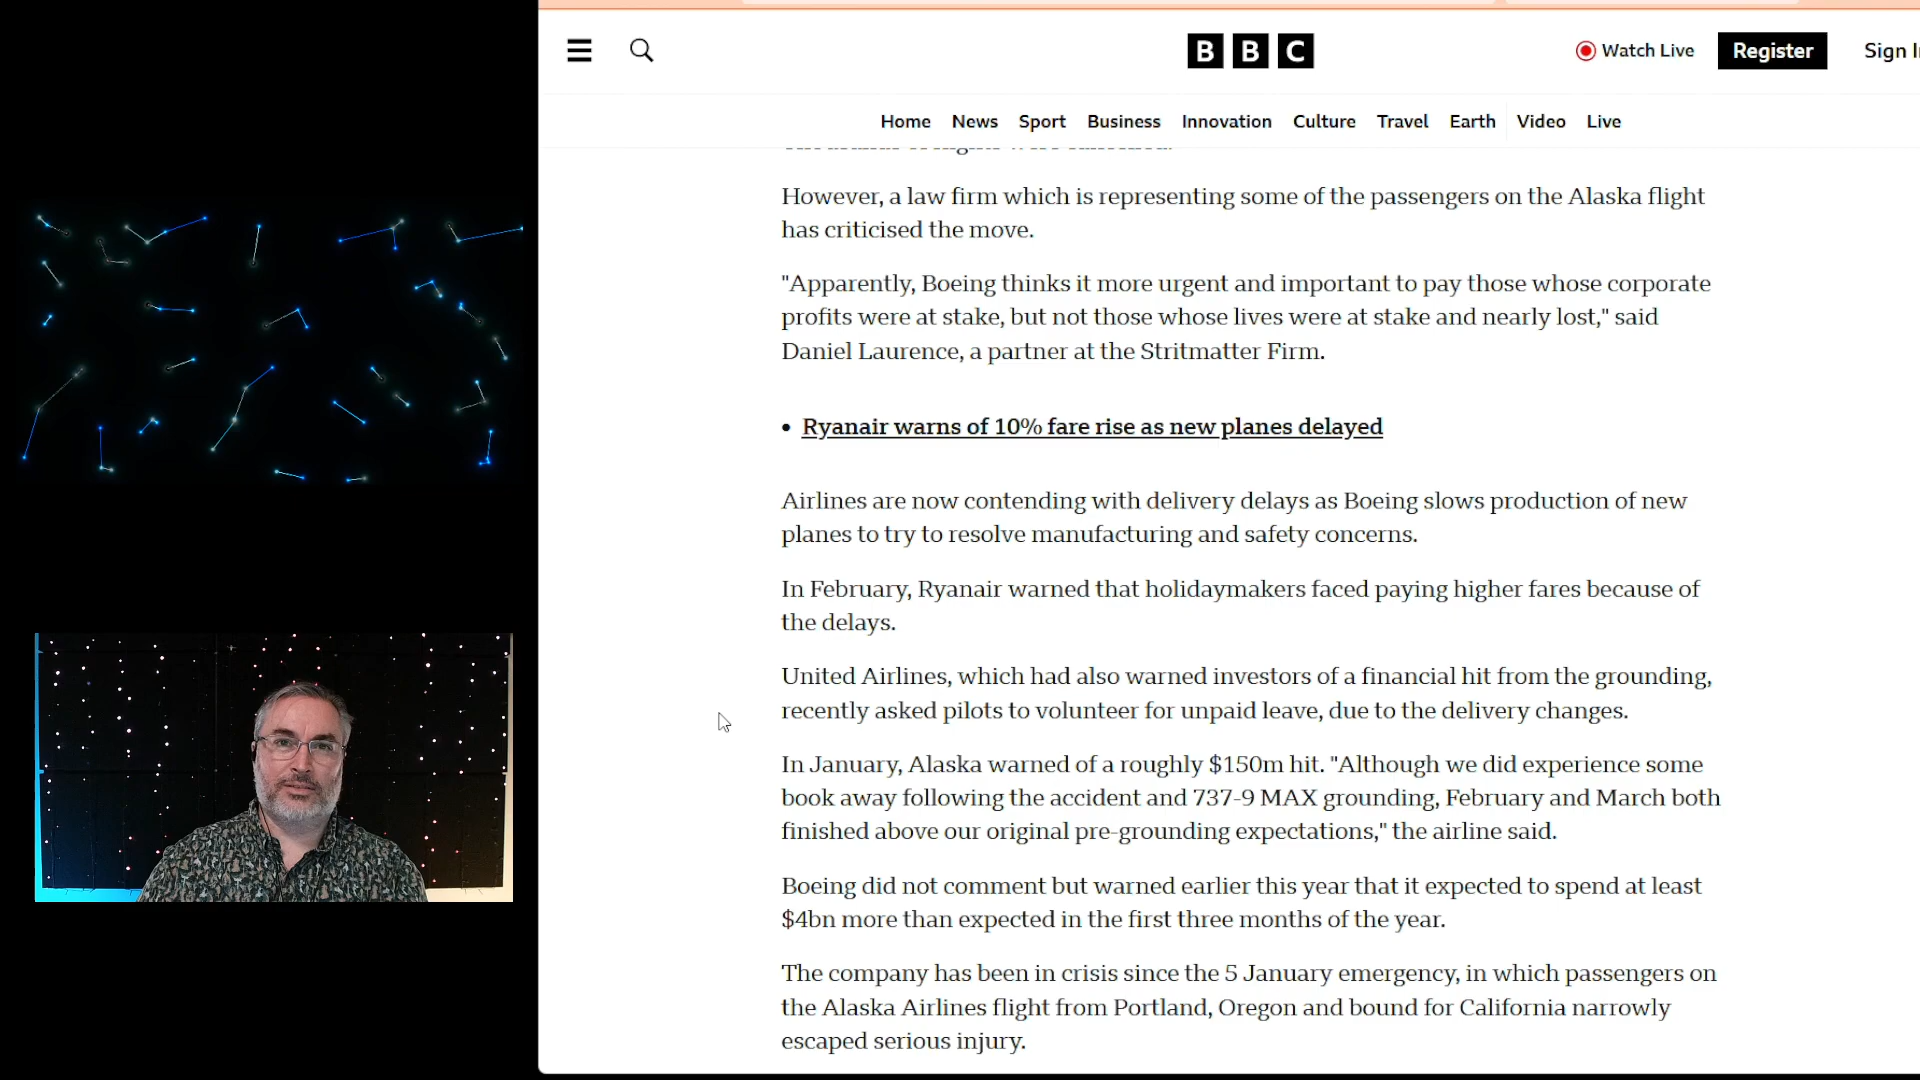 BBC
Watch Live
Register
Sign I
Home News Sport Business Innovation Culture Travel Earth Video Live
However, a law firm which is representing some of the passengers on the Alaska flight
has criticised the move.
"Apparently, Boeing thinks it more urgent and important to pay those whose corporate
profits were at stake, but not those whose lives were at stake and nearly lost," said
Daniel Laurence, a partner at the Stritmatter Firm.
• Ryanair warns of 10% fare rise as new planes delayed
Airlines are now contending with delivery delays as Boeing slows production of new
planes to try to resolve manufacturing and safety concerns.
In February, Ryanair warned that holidaymakers faced paying higher fares because of
the delays.
United Airlines, which had also warned investors of a financial hit from the grounding,
recently asked pilots to volunteer for unpaid leave, due to the delivery changes.
In January, Alaska warned of a roughly $150m hit. "Although we did experience some
book away following the accident and 737-9 MAX grounding, February and March both
finished above our original pre-grounding expectations," the airline said.
Boeing did not comment but warned earlier this year that it expected to spend at least
$4bn more than expected in the first three months of the year.
The company has been in crisis since the 5 January emergency, in which passengers on
the Alaska Airlines flight from Portland, Oregon and bound for California narrowly
escaped serious injury.